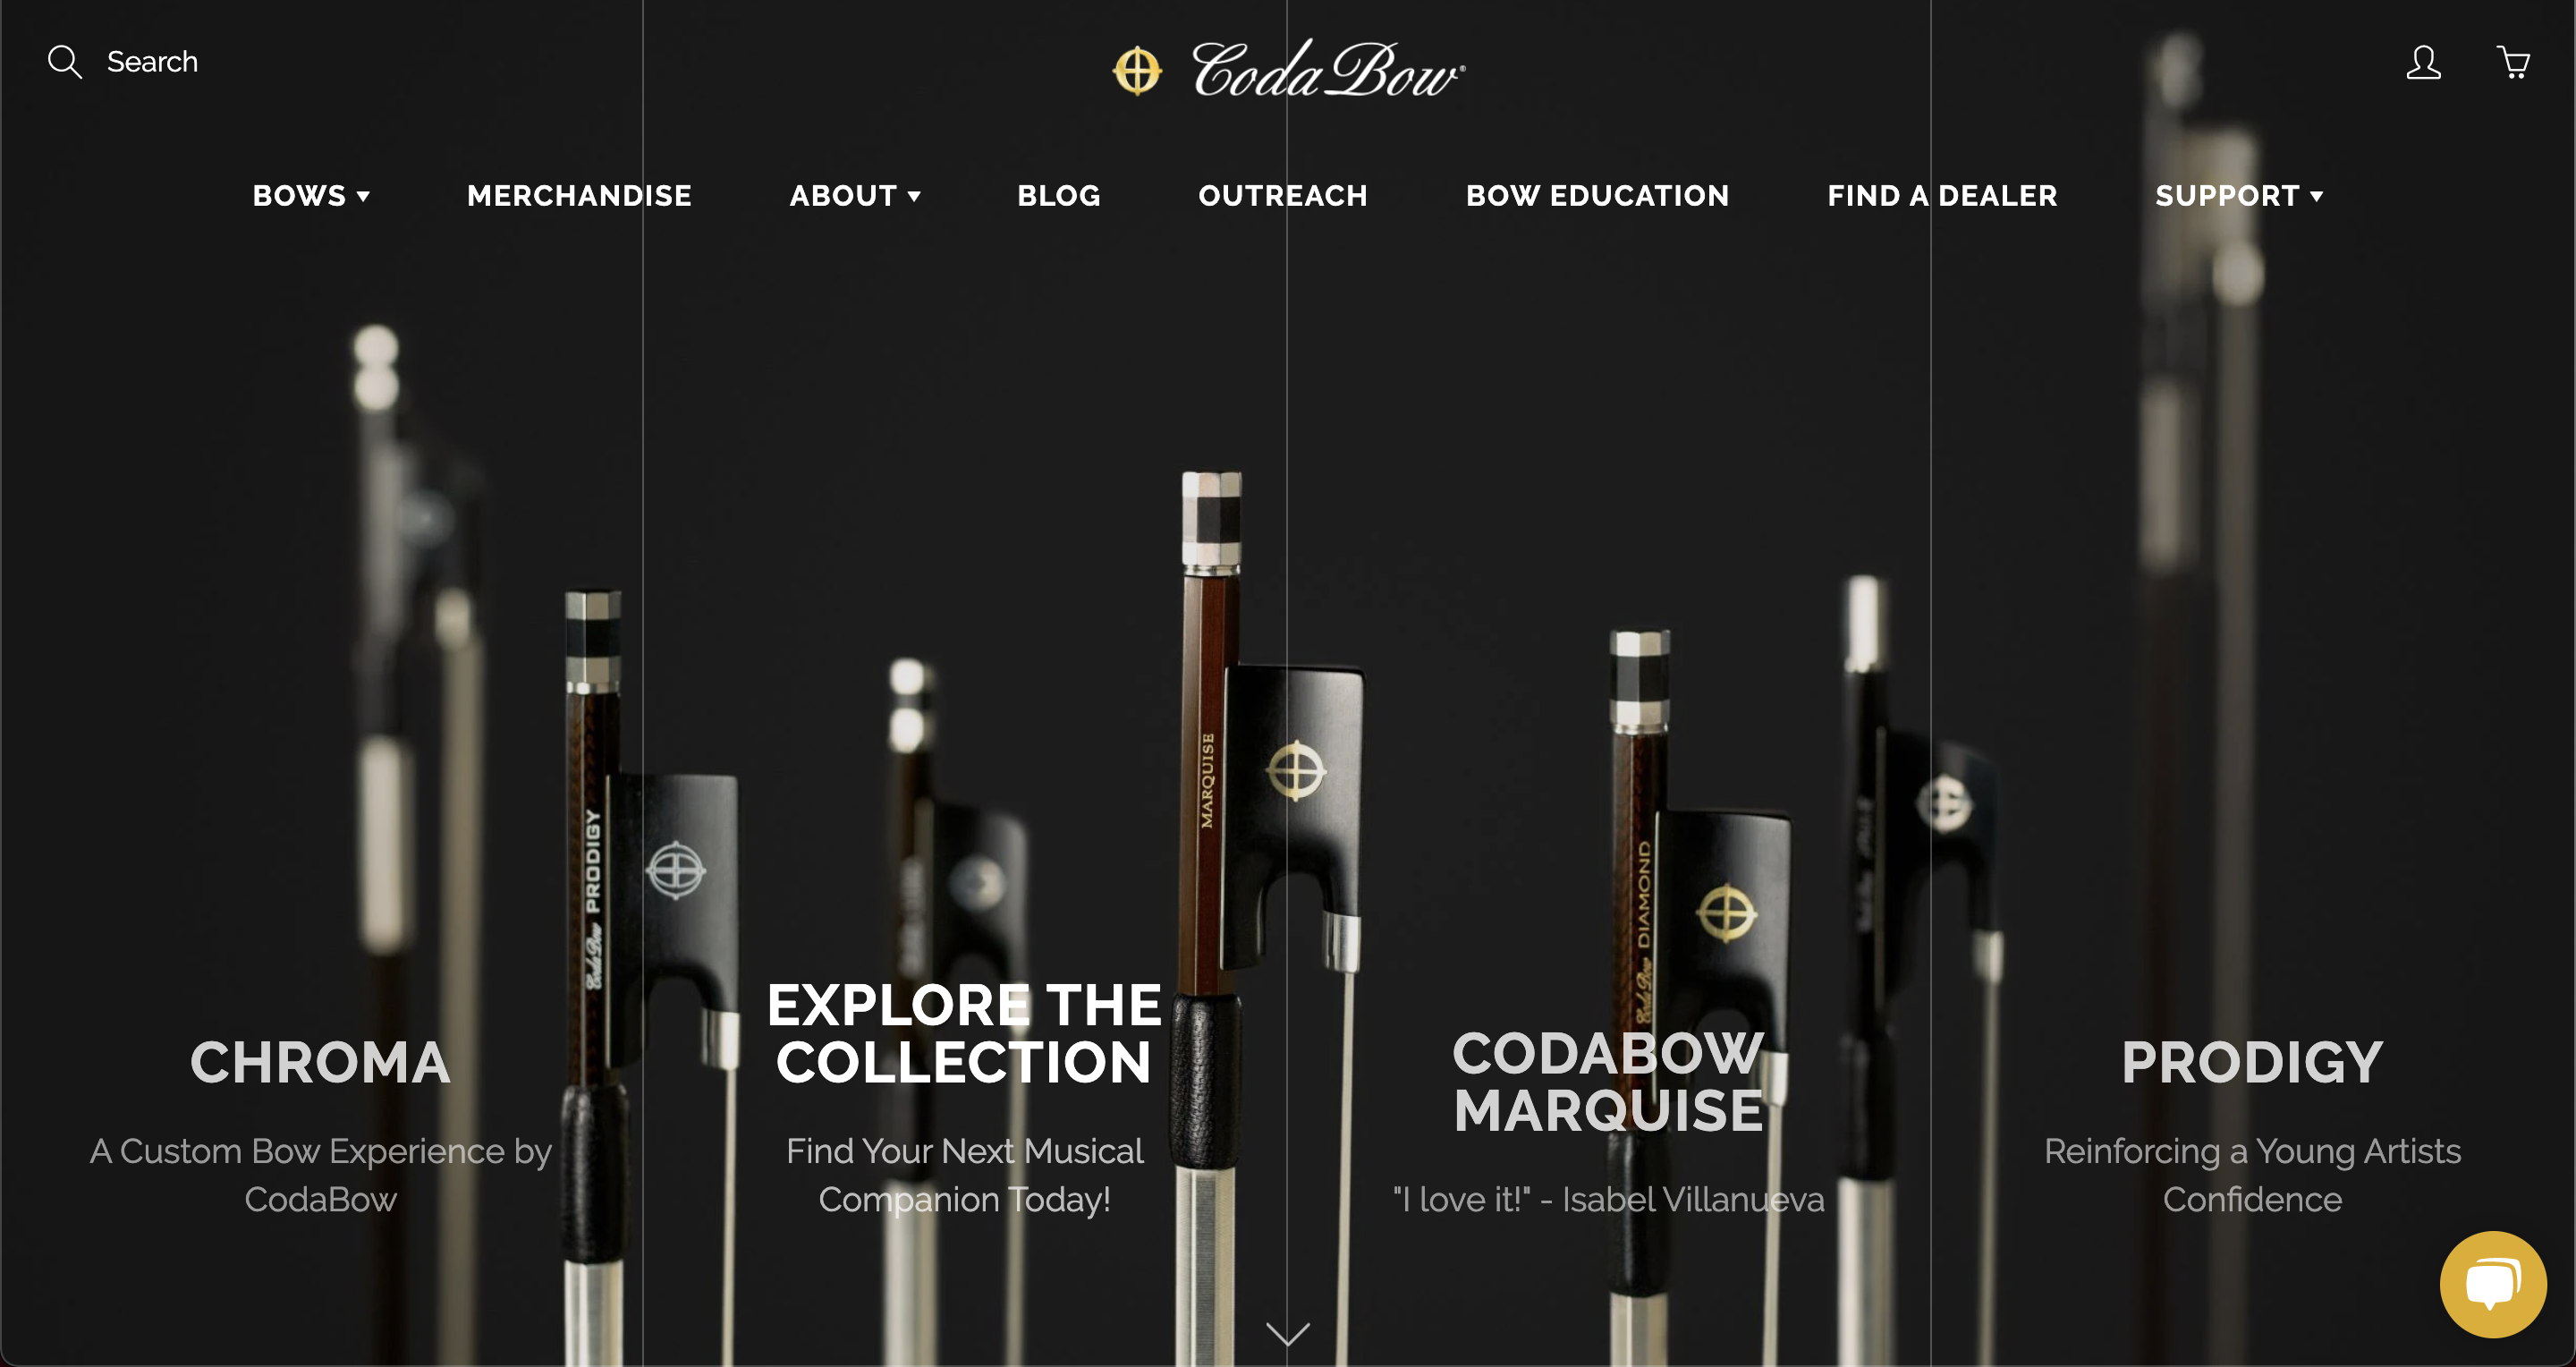 Search
CodaBow®
BOWS
MERCHANDISE
ABOUT
BLOG
OUTREACH
BOW EDUCATION
FIND A DEALER
SUPPORT
MARQUISE
CodaBow PRODIGY
CodaBow DIAMOND
CHROMA
A Custom Bow Experience by
CodaBow
EXPLORE THE
COLLECTION
Find Your Next Musical
Companion Today!
CODABOW
MARQUISE
"I love it!" - Isabel Villanueva
PRODIGY
Reinforcing a Young Artists
Confidence